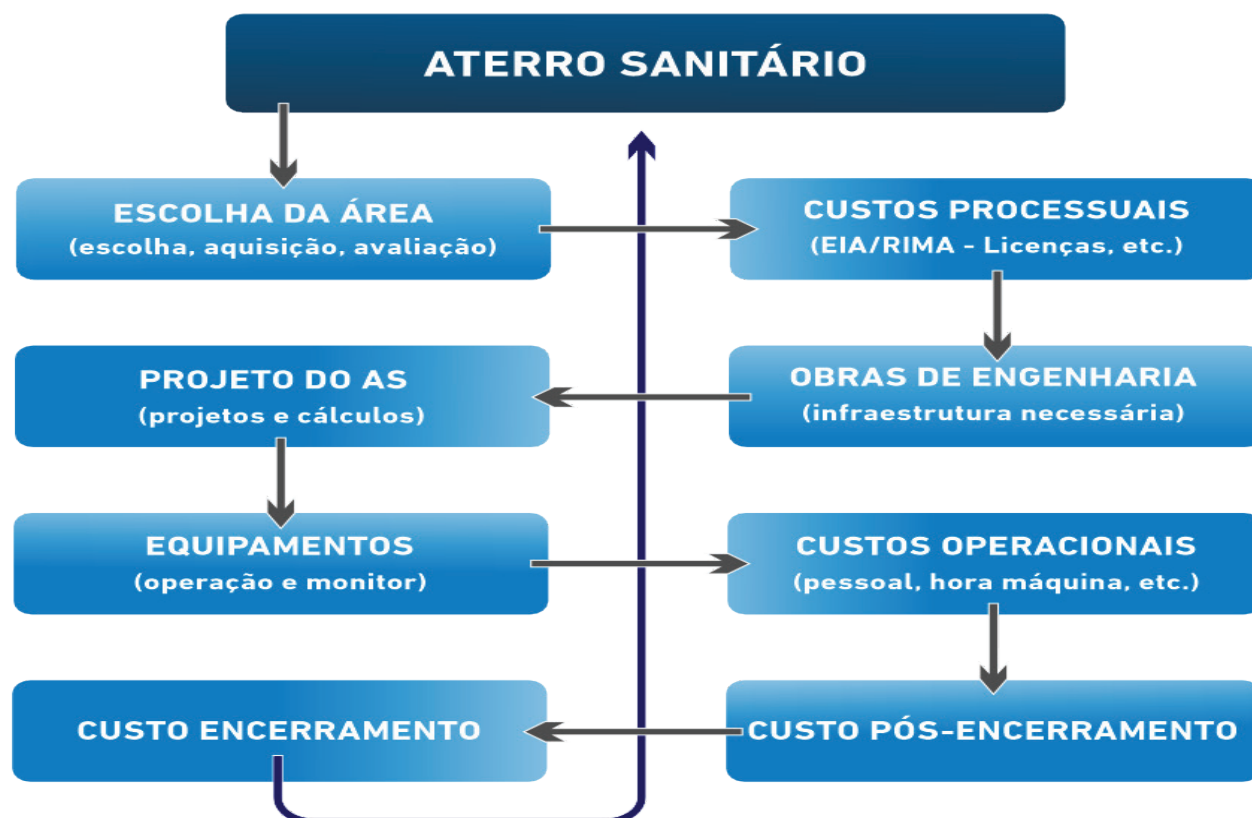 ATERRO SANITÁRIO
ESCOLHA DA ÁREA
(escolha, aquisição, avaliação)
CUSTOS PROCESSUAIS
(EIA/RIMA - Licenças, etc.)
PROJETO DO AS
(projetos e cálculos)
OBRAS DE ENGENHARIA
(infraestrutura necessária)
EQUIPAMENTOS
(operação e monitor)
CUSTOS OPERACIONAIS
(pessoal, hora máquina, etc.)
CUSTO ENCERRAMENTO
CUSTO PÓS-ENCERRAMENTO